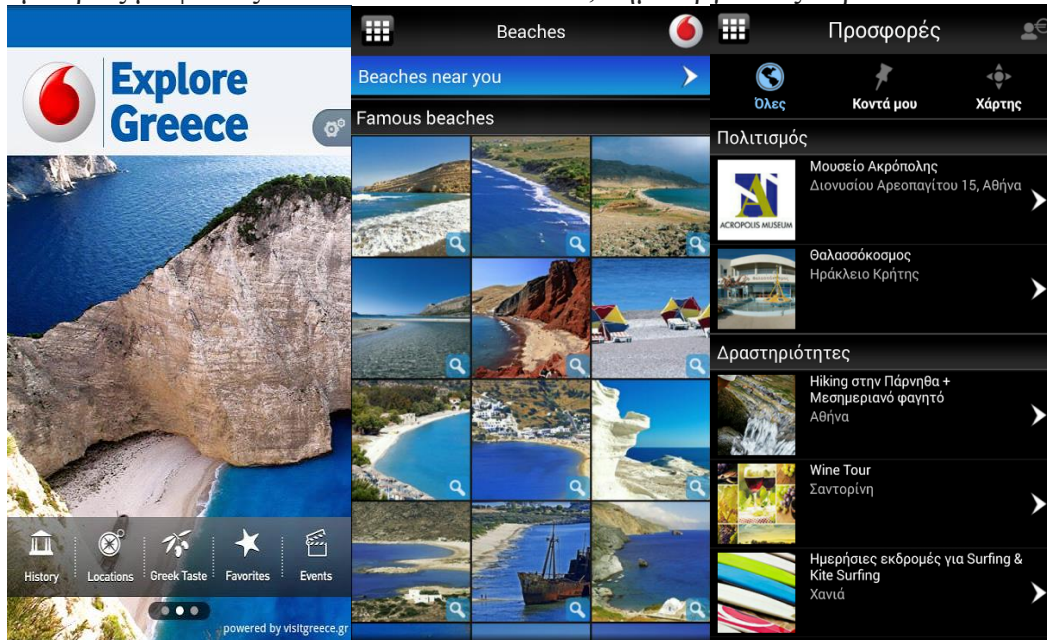 Explore
Greece
History
Locations
Greek Taste
Favorites
Events
powered by visitgreece.gr
Beaches
Beaches near you
Famous beaches
Προσφορές
Όλες
Κοντά μου
Χάρτης
Πολιτισμός
ACROPOLIS MUSEUM
Μουσείο Ακρόπολης
Διονυσίου Αρεοπαγίτου 15, Αθήνα
Θαλασσόκοσμος
Ηράκλειο Κρήτης
Δραστηριότητες
Hiking στην Πάρνηθα +
Μεσημεριανό φαγητό
Αθήνα
Wine Tour
Σαντορίνη
Ημερήσιες εκδρομές για Surfing &
Kite Surfing
Χανιά